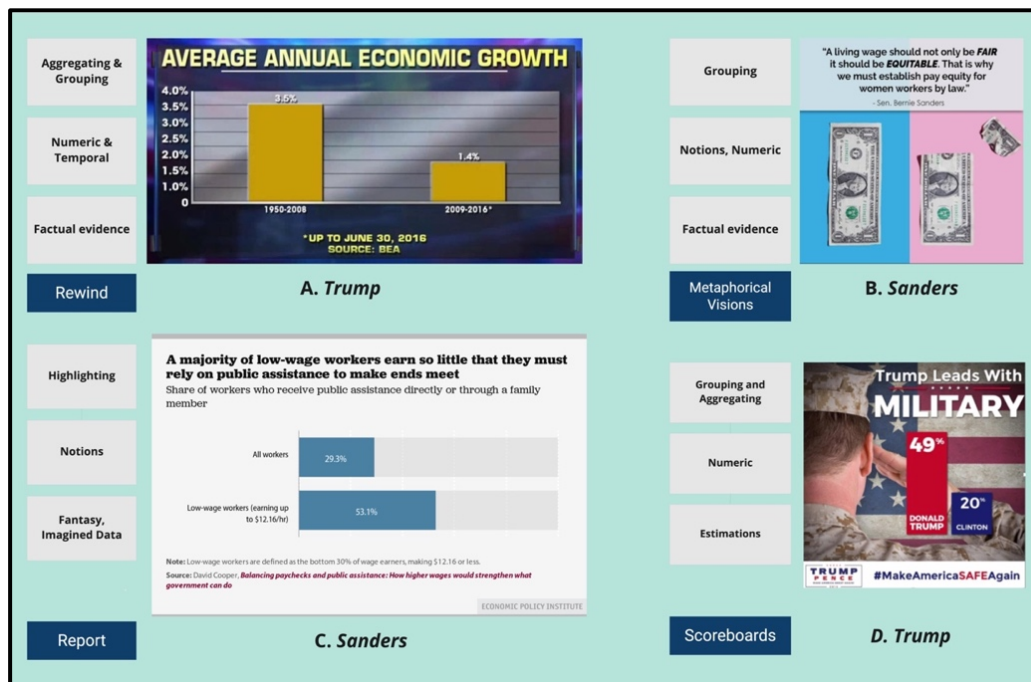 Aggregating &
Grouping
Numeric &
Temporal
Factual evidence
Rewind
AVERAGE ANNUAL ECONOMIC GROWTH
4.0%
3.5%
3.0%
2.5%
2.0%
1.5%
1.0%
0
3.5%
1.4%
1950-2008
2009-2016*
*UP TO JUNE 30, 2016
SOURCE: BEA
A. Trump
Grouping
Notions, Numeric
Factual evidence
Metaphorical
Visions
"A living wage should not only be FAIR
it should be EQUITABLE. That is why
we must establish pay equity for
women workers by law."
- Sen. Bernie Sanders
B. Sanders
Highlighting
Notions
Fantasy,
Imagined Data
Report
A majority of low-wage workers earn so little that they must
rely on public assistance to make ends meet
Share of workers who receive public assistance directly or through a family
member
All workers
29.3%
Low-wage workers (earning up
to $12.16/hr)
53.1%
Note: Low-wage workers are defined as the bottom 30% of wage earners, making $12.16 or less.
Source: David Cooper, Balancing paychecks and public assistance: How higher wages would strengthen what
government can do
ECONOMIC POLICY INSTITUTE
C. Sanders
Grouping and
Aggregating
Numeric
Estimations
Scoreboards
Trump Leads With
MILITARY
49%
DONALD
TRUMP
20%
CLINTON
TRUMP
PENCE
#MakeAmericaSAFEAgain
D. Trump